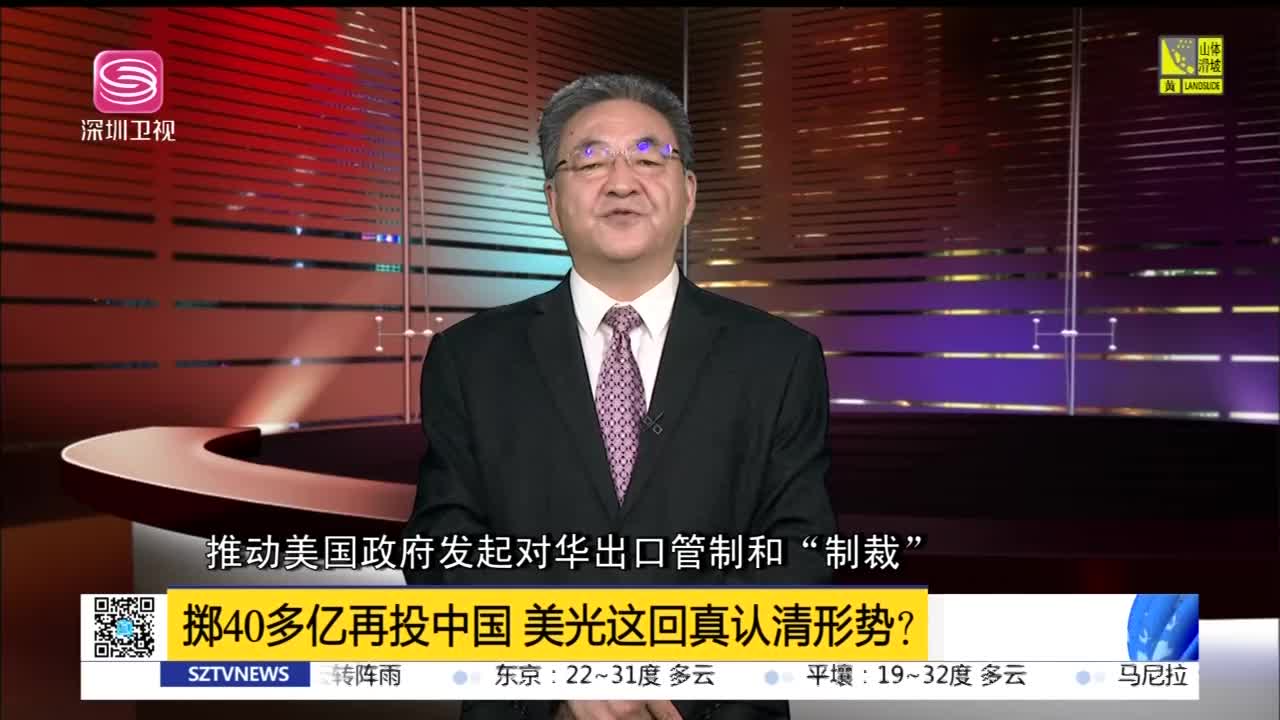 深圳卫视
山体
滑坡
黄 LANDSLIDE
推动美国政府发起对华出口管制和“制裁”
掷40多亿再投中国 美光这回真认清形势?
SZTVNEWS 转阵雨 东京：22~31度 多云 平壤：19~32度 多云 马尼拉